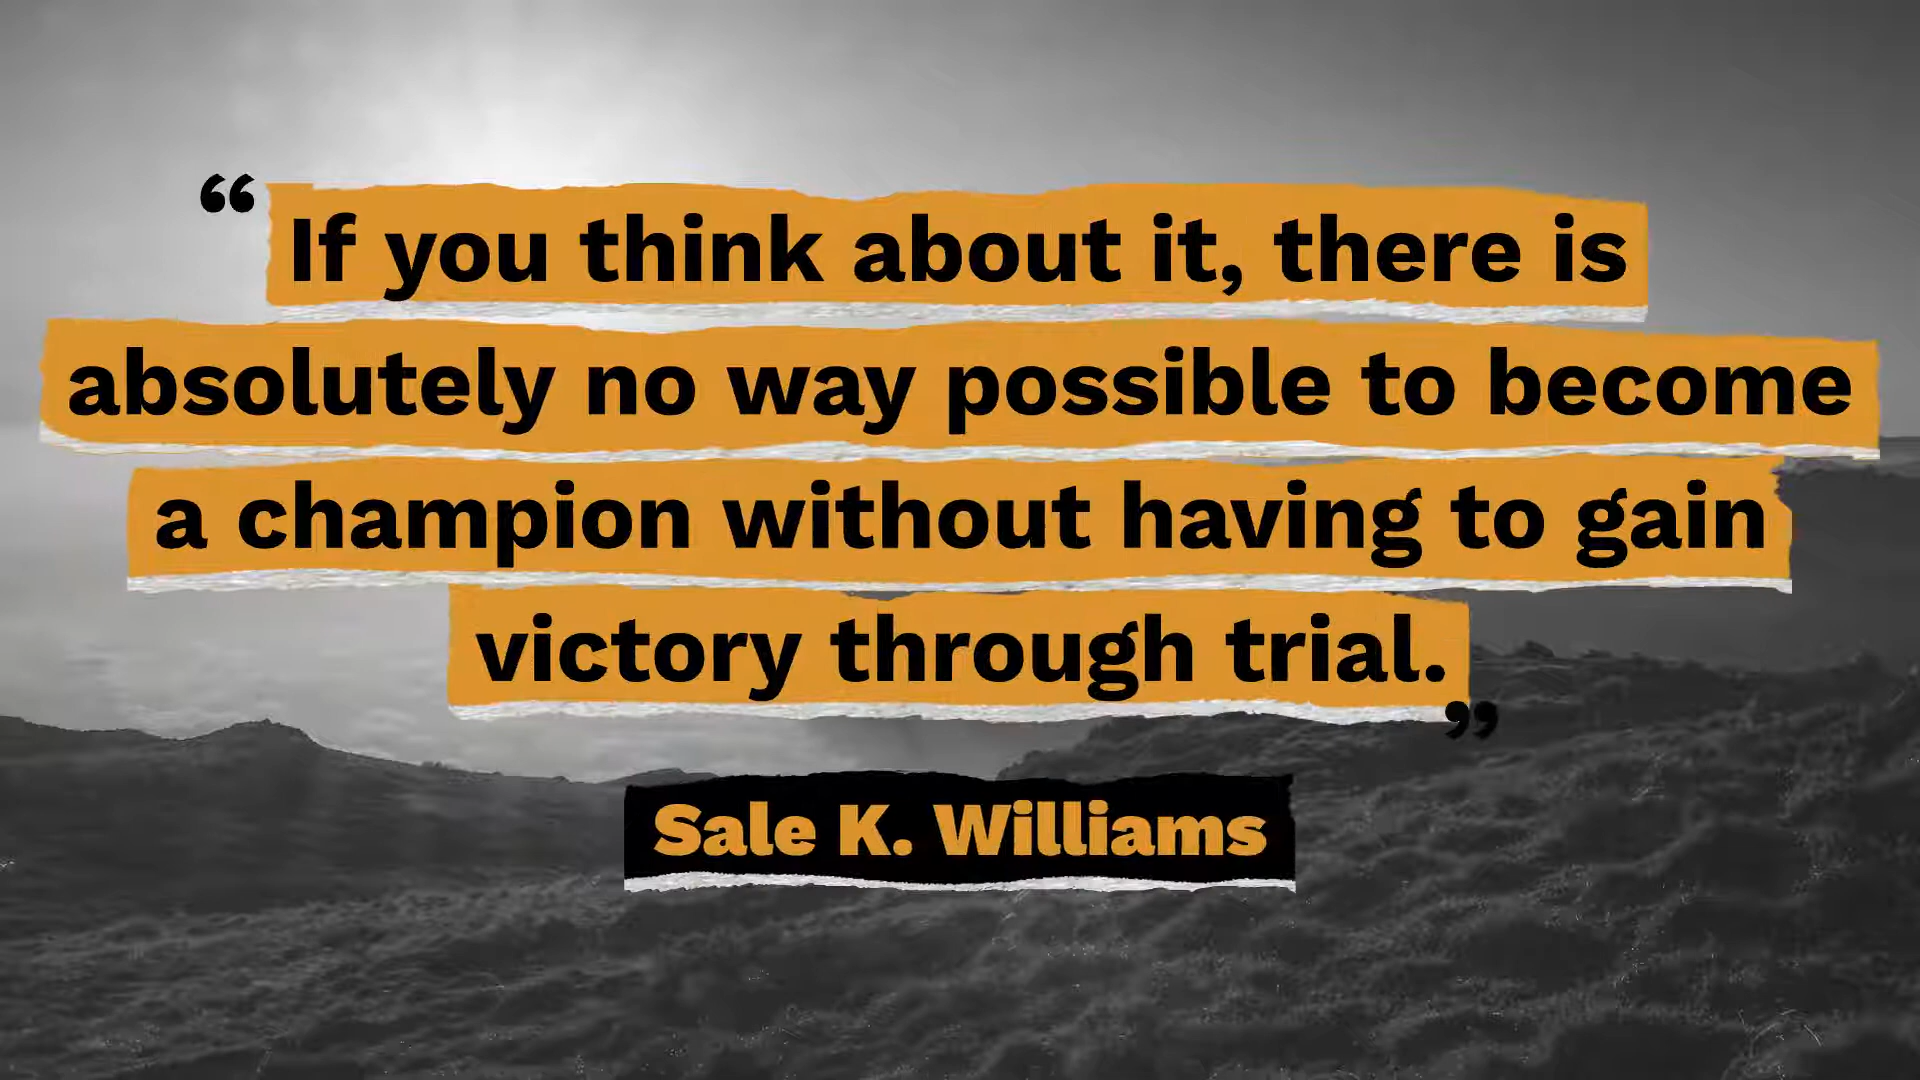 “If you think about it, there is
absolutely no way possible to become
a champion without having to gain
victory through trial.”
Sale K. Williams